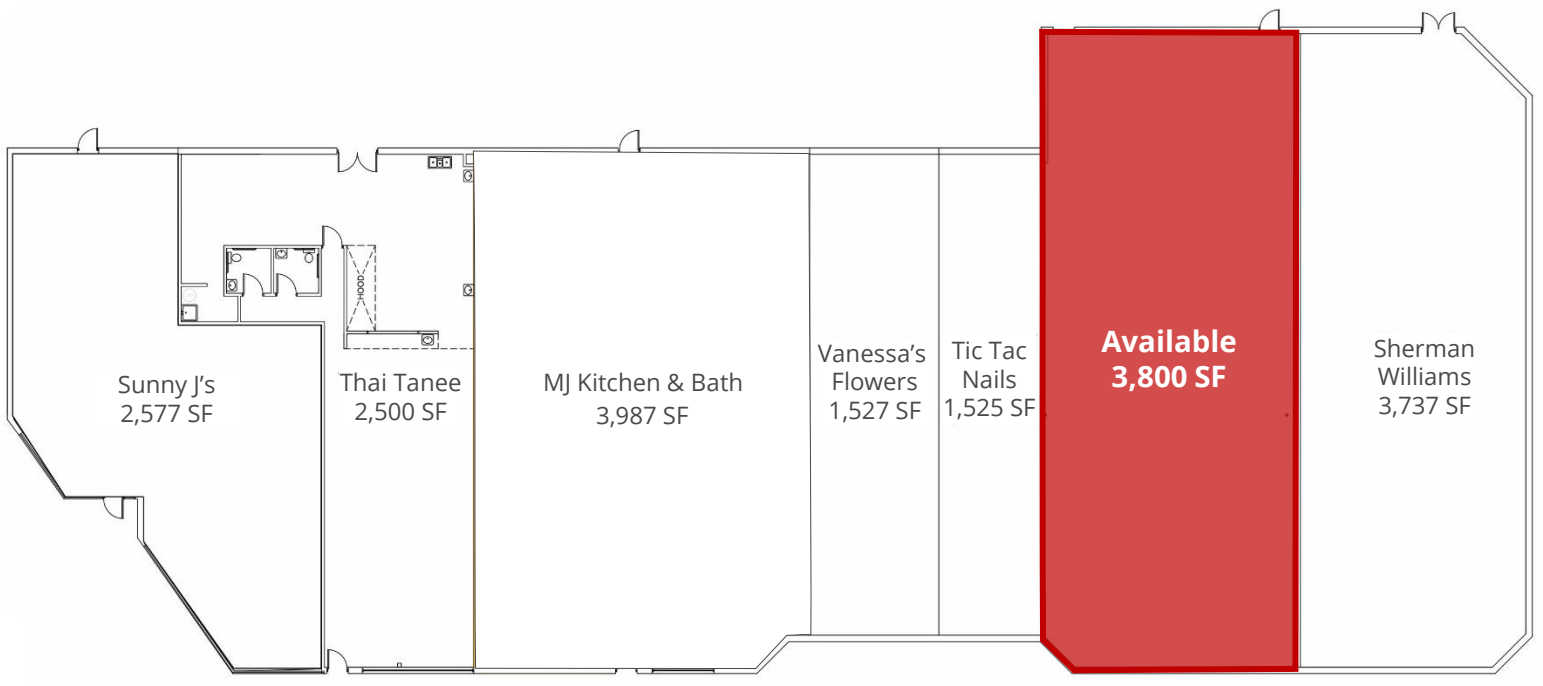 Sunny J's
2,577 SF
HOOD
Thai Tanee
2,500 SF
MJ Kitchen & Bath
3,987 SF
Vanessa's
Flowers
1,527 SF
Tic Tac
Nails
1,525 SF
Available
3,800 SF
Sherman
Williams
3,737 SF